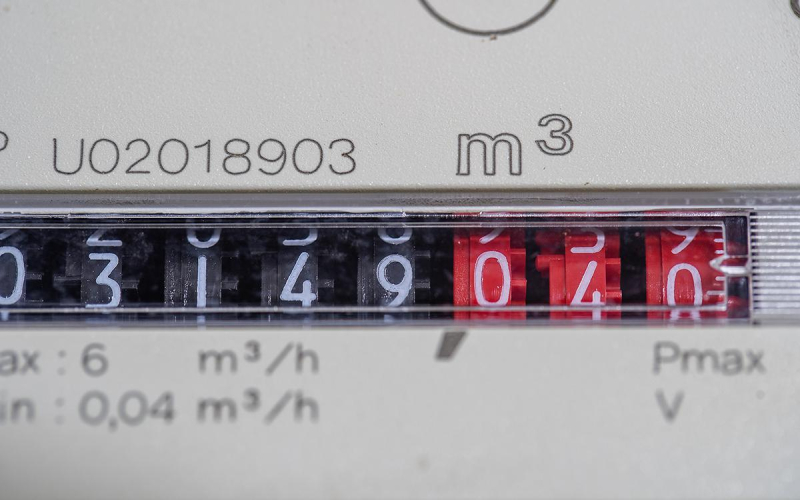 U02018903 m³
03149040
ax : 6 m³/h Pmax
in : 0,04 m³/h V